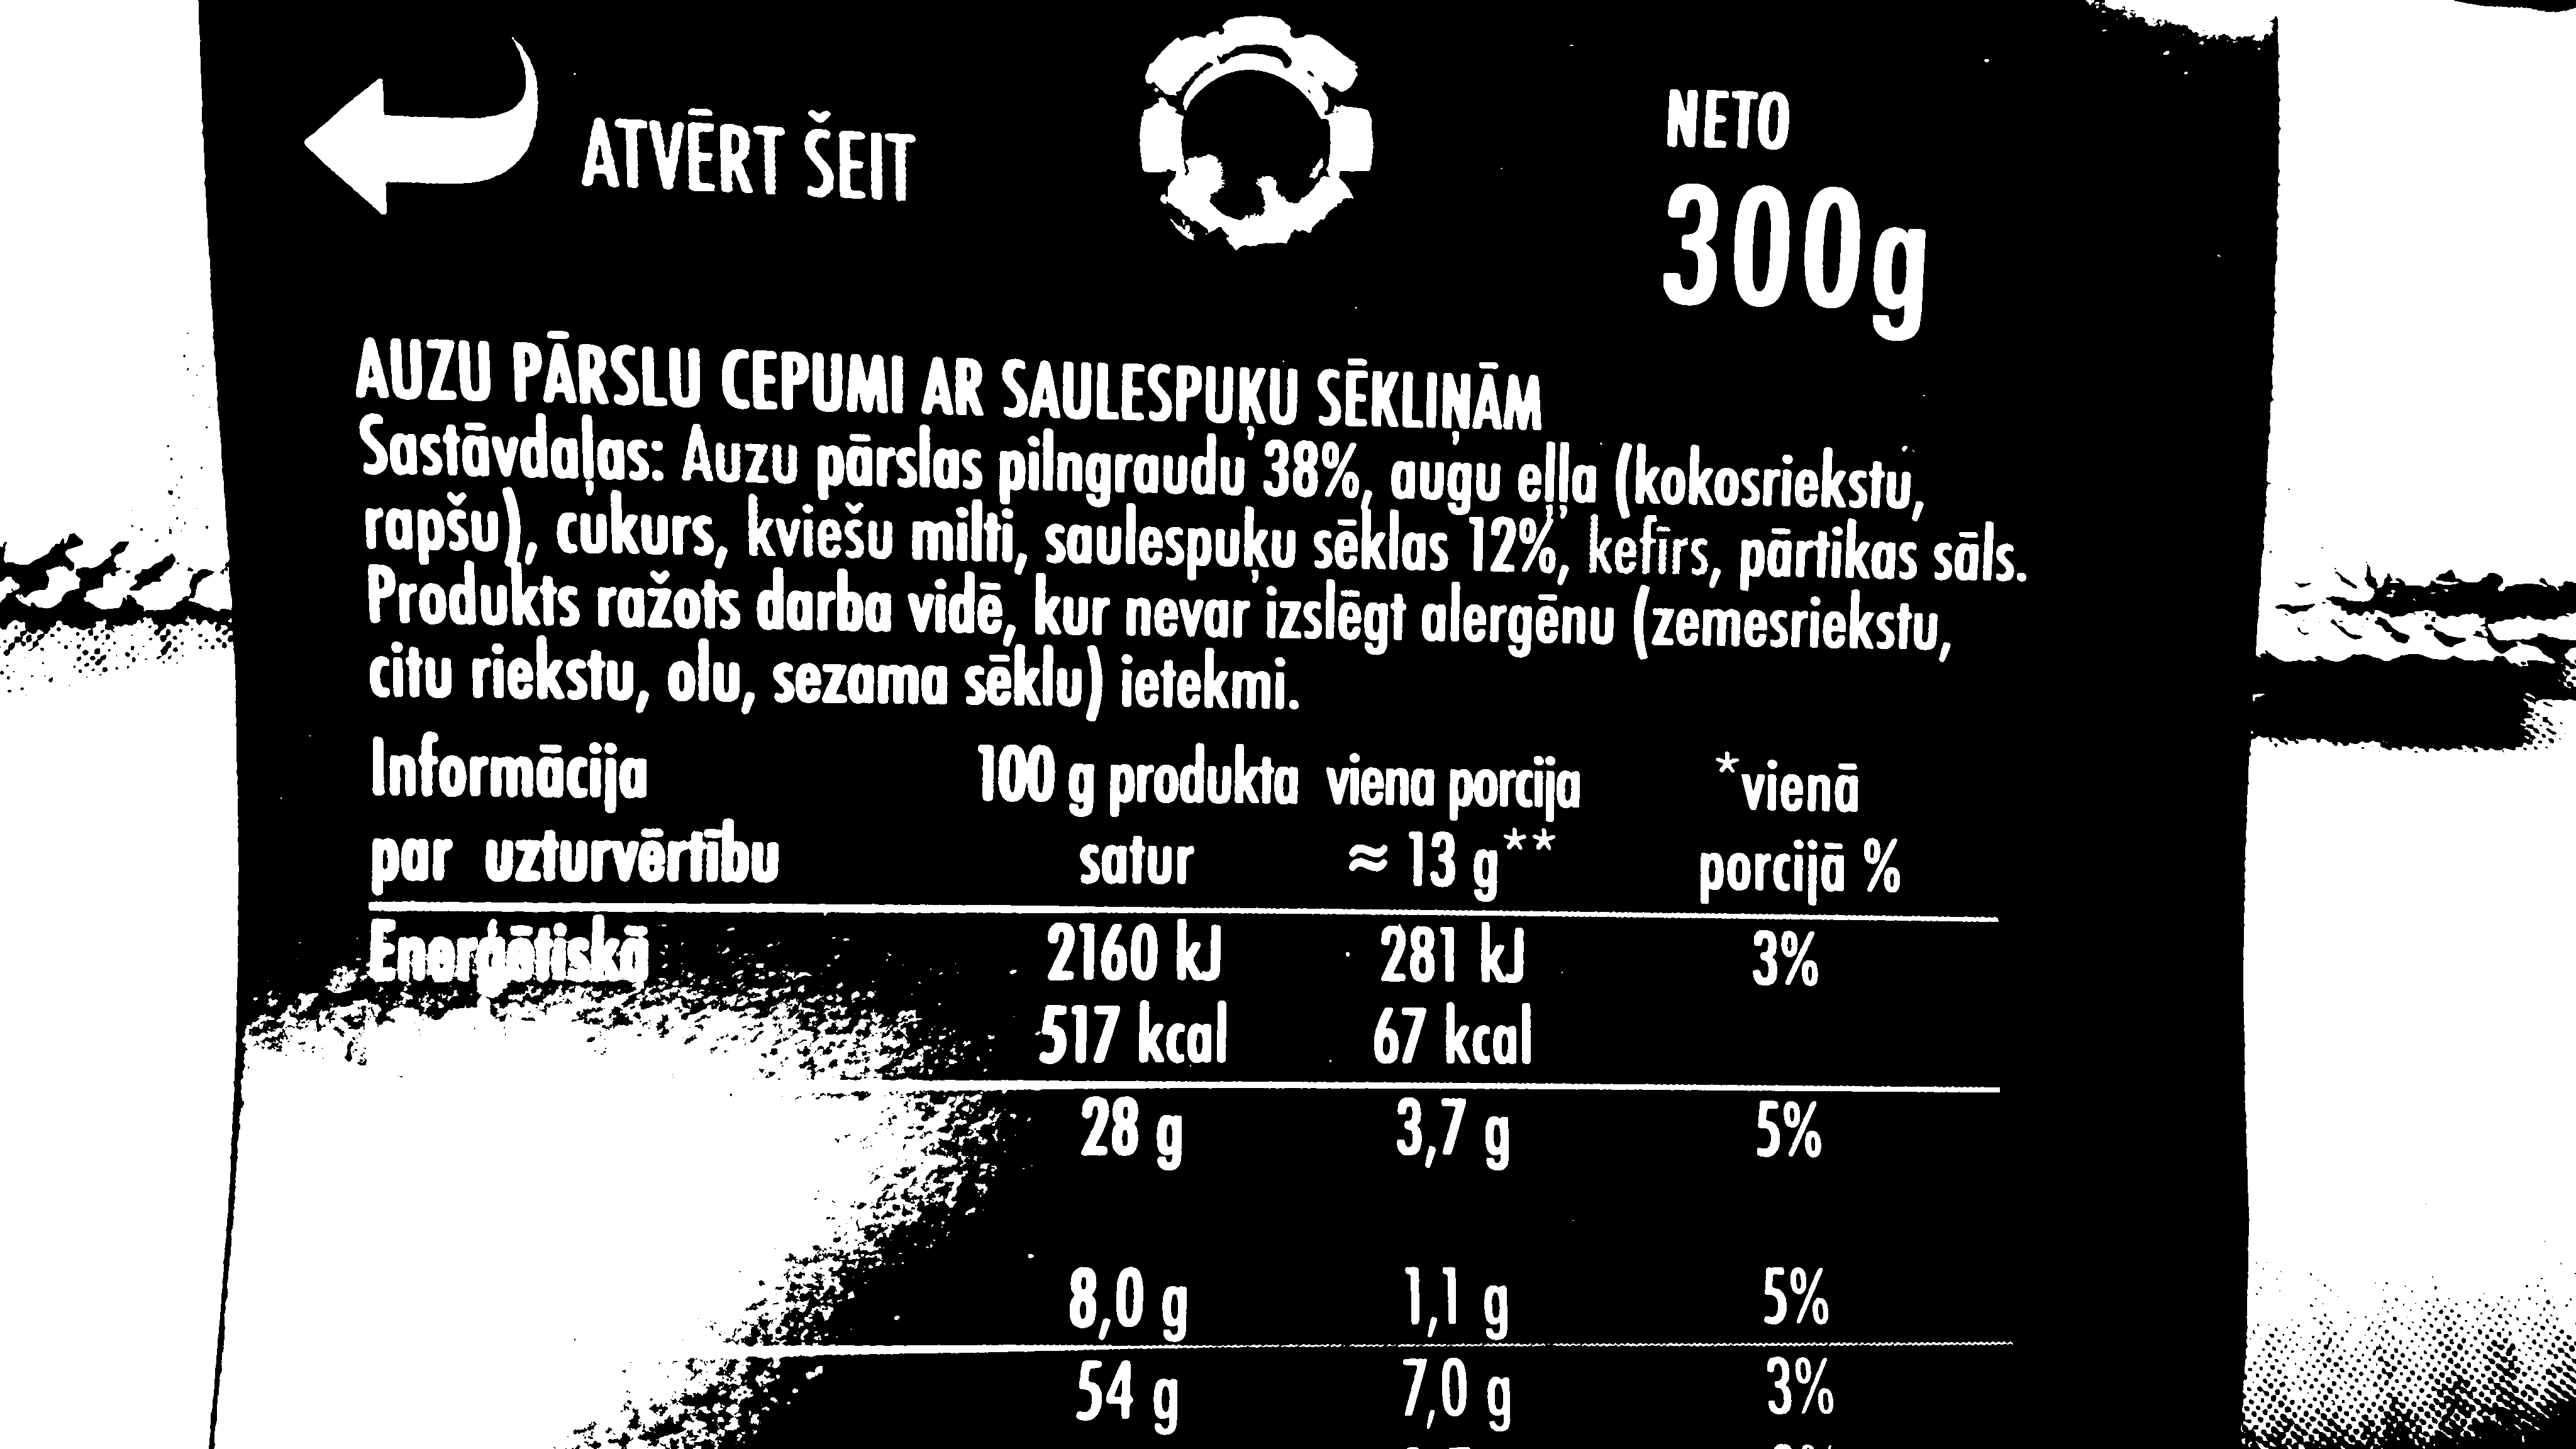 ATVĒRT ŠEIT
NETO
300g
AUZU PĀRSLU CEPUMI AR SAULESPUĶU SĒKLIŅĀM
Sastāvdaļas: Auzu pārslas pilngraudu 38%, augu eļļa (kokosriekstu,
rapšu), cukurs, kviešu milti, saulespuķu sēklas 12%, kefīrs, pārtikas sāls.
Produkts ražots darba vidē, kur nevar izslēgt alergēnu (zemesriekstu,
citu riekstu, olu, sezama sēklu) ietekmi.
Informācija 100 g produkta viena porcija *vienā
par uzturvērtību satur ≈ 13 g** porcijā %
Enerģētiskā 2160 kJ 281 kJ 3%
517 kcal 67 kcal
28 g 3,7 g 5%
8,0 g 1,1 g 5%
54 g 7,0 g 3%